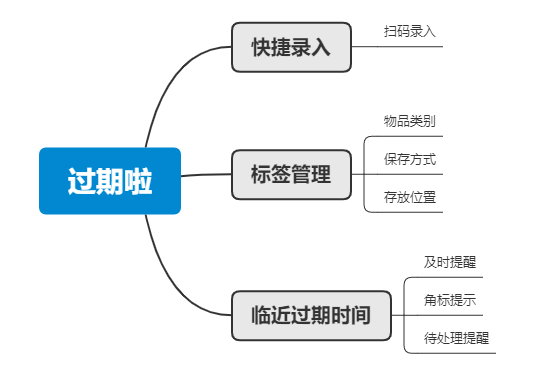 过期啦
快捷录入
扫码录入
标签管理
物品类别
保存方式
存放位置
临近过期时间
及时提醒
角标提示
待处理提醒